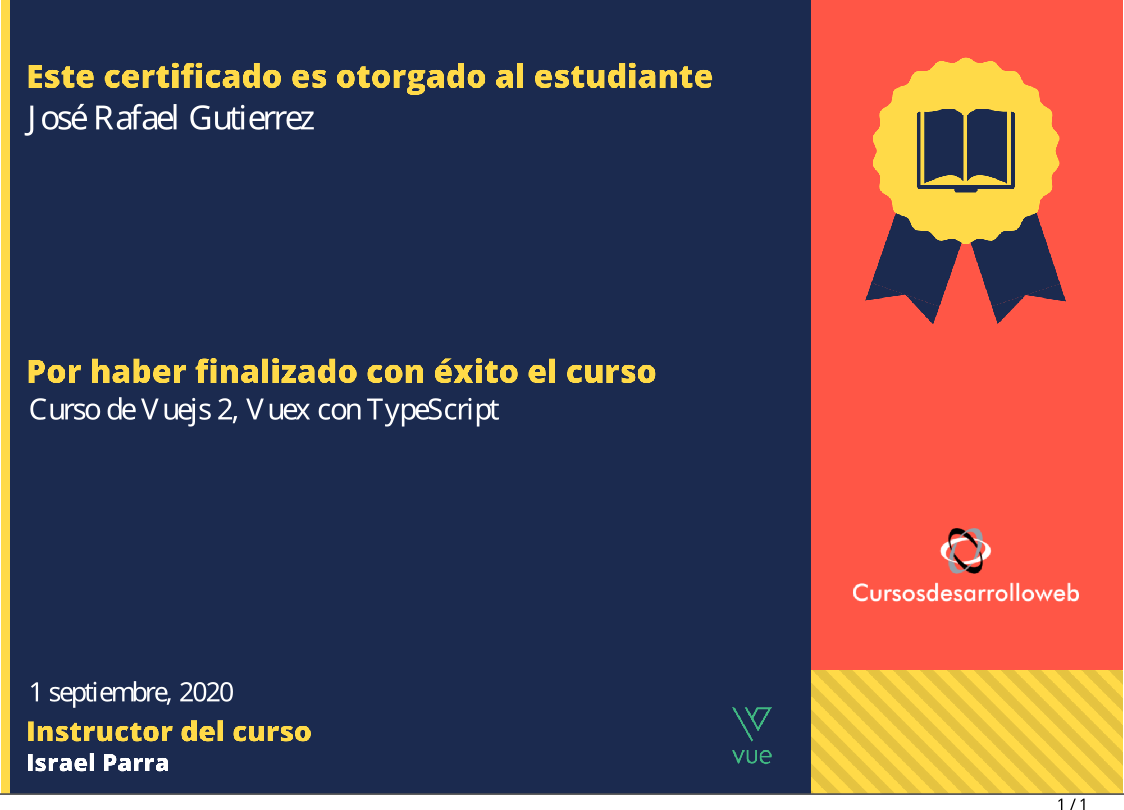 Este certificado es otorgado al estudiante
José Rafael Gutierrez
Por haber finalizado con éxito el curso
Curso de Vuejs 2, Vuex con TypeScript
Cursosdesarrolloweb
1 septiembre, 2020
Instructor del curso
Israel Parra
vue
1 / 1